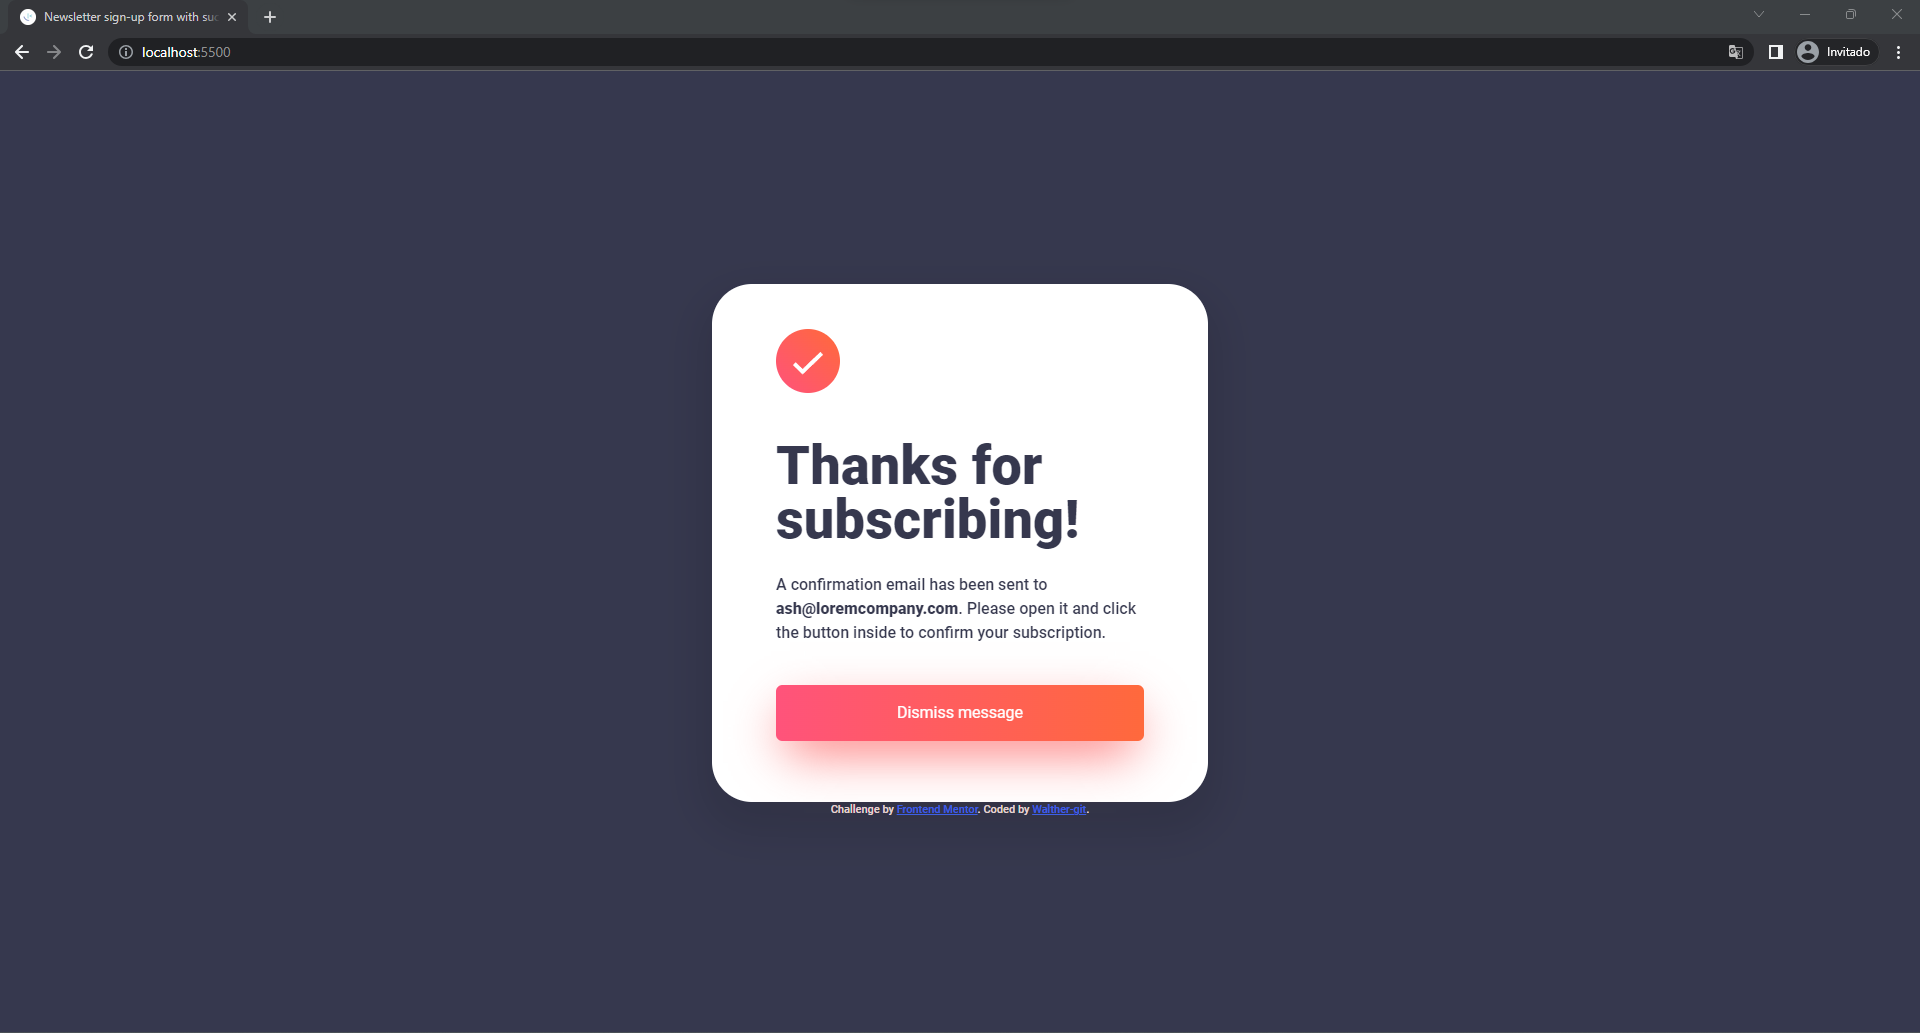 Newsletter sign-up form with suc
localhost:5500
Invitado
Thanks for
subscribing!
A confirmation email has been sent to
ash@loremcompany.com. Please open it and click
the button inside to confirm your subscription.
Dismiss message
Challenge by Frontend Mentor. Coded by Walther-git.